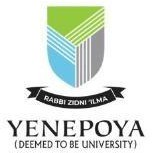 RABBI ZIDNI 'ILMA
YENEPOYA
(DEEMED TO BE UNIVERSITY)